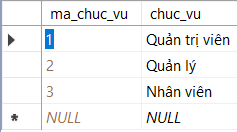 ma_chuc_vu chuc_vu
1 Quản trị viên
2 Quản lý
3 Nhân viên
NULL NULL